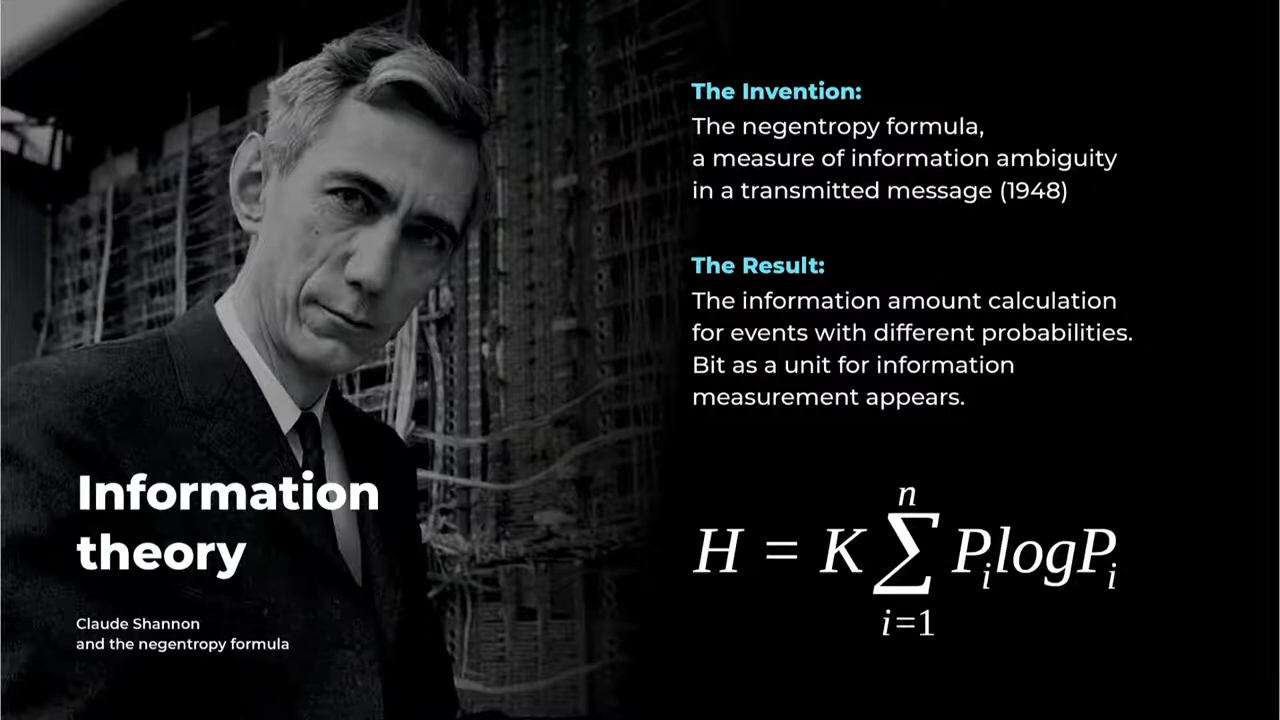 Information
theory
Claude Shannon
and the negentropy formula
The Invention:
The negentropy formula,
a measure of information ambiguity
in a transmitted message (1948)
The Result:
The information amount calculation
for events with different probabilities.
Bit as a unit for information
measurement appears.
n
H = K∑PᵢlogPᵢ
i=1